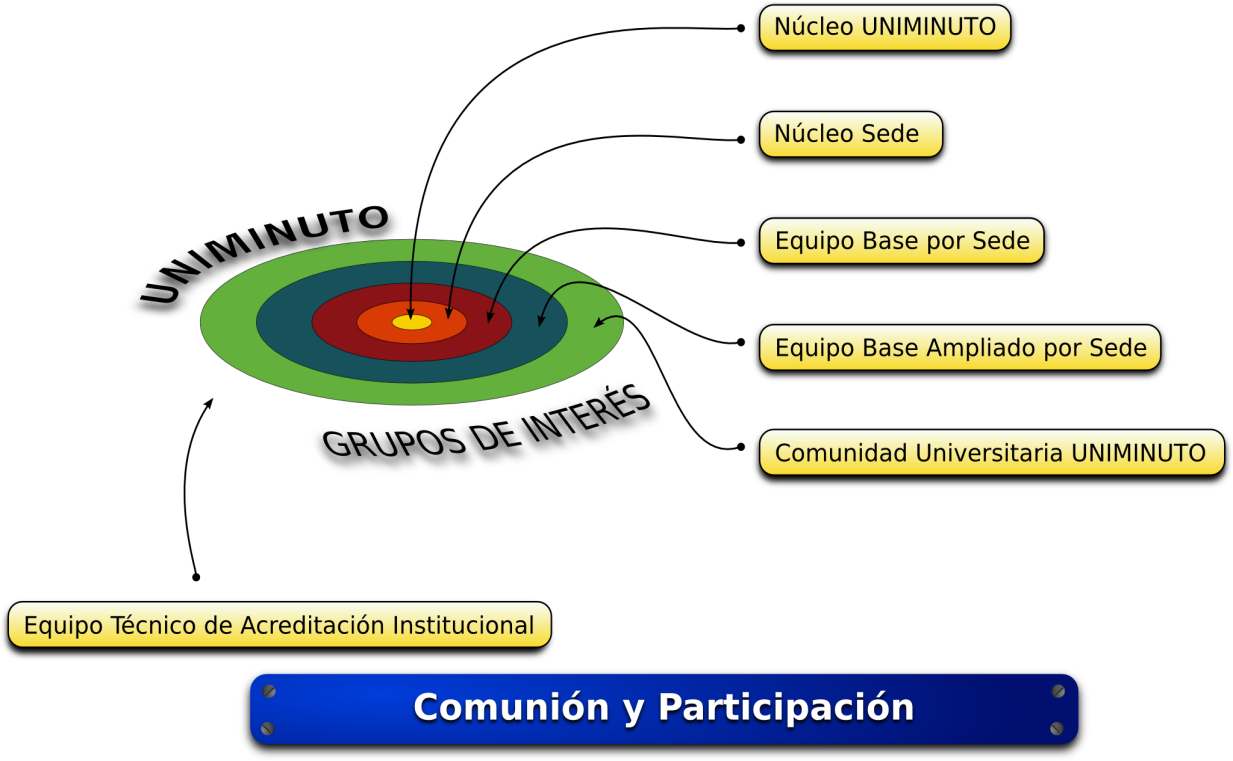 Núcleo UNIMINUTO
Núcleo Sede
UNIMINUTO
Equipo Base por Sede
Equipo Base Ampliado por Sede
GRUPOS DE INTERÉS
Comunidad Universitaria UNIMINUTO
Equipo Técnico de Acreditación Institucional
Comunión y Participación